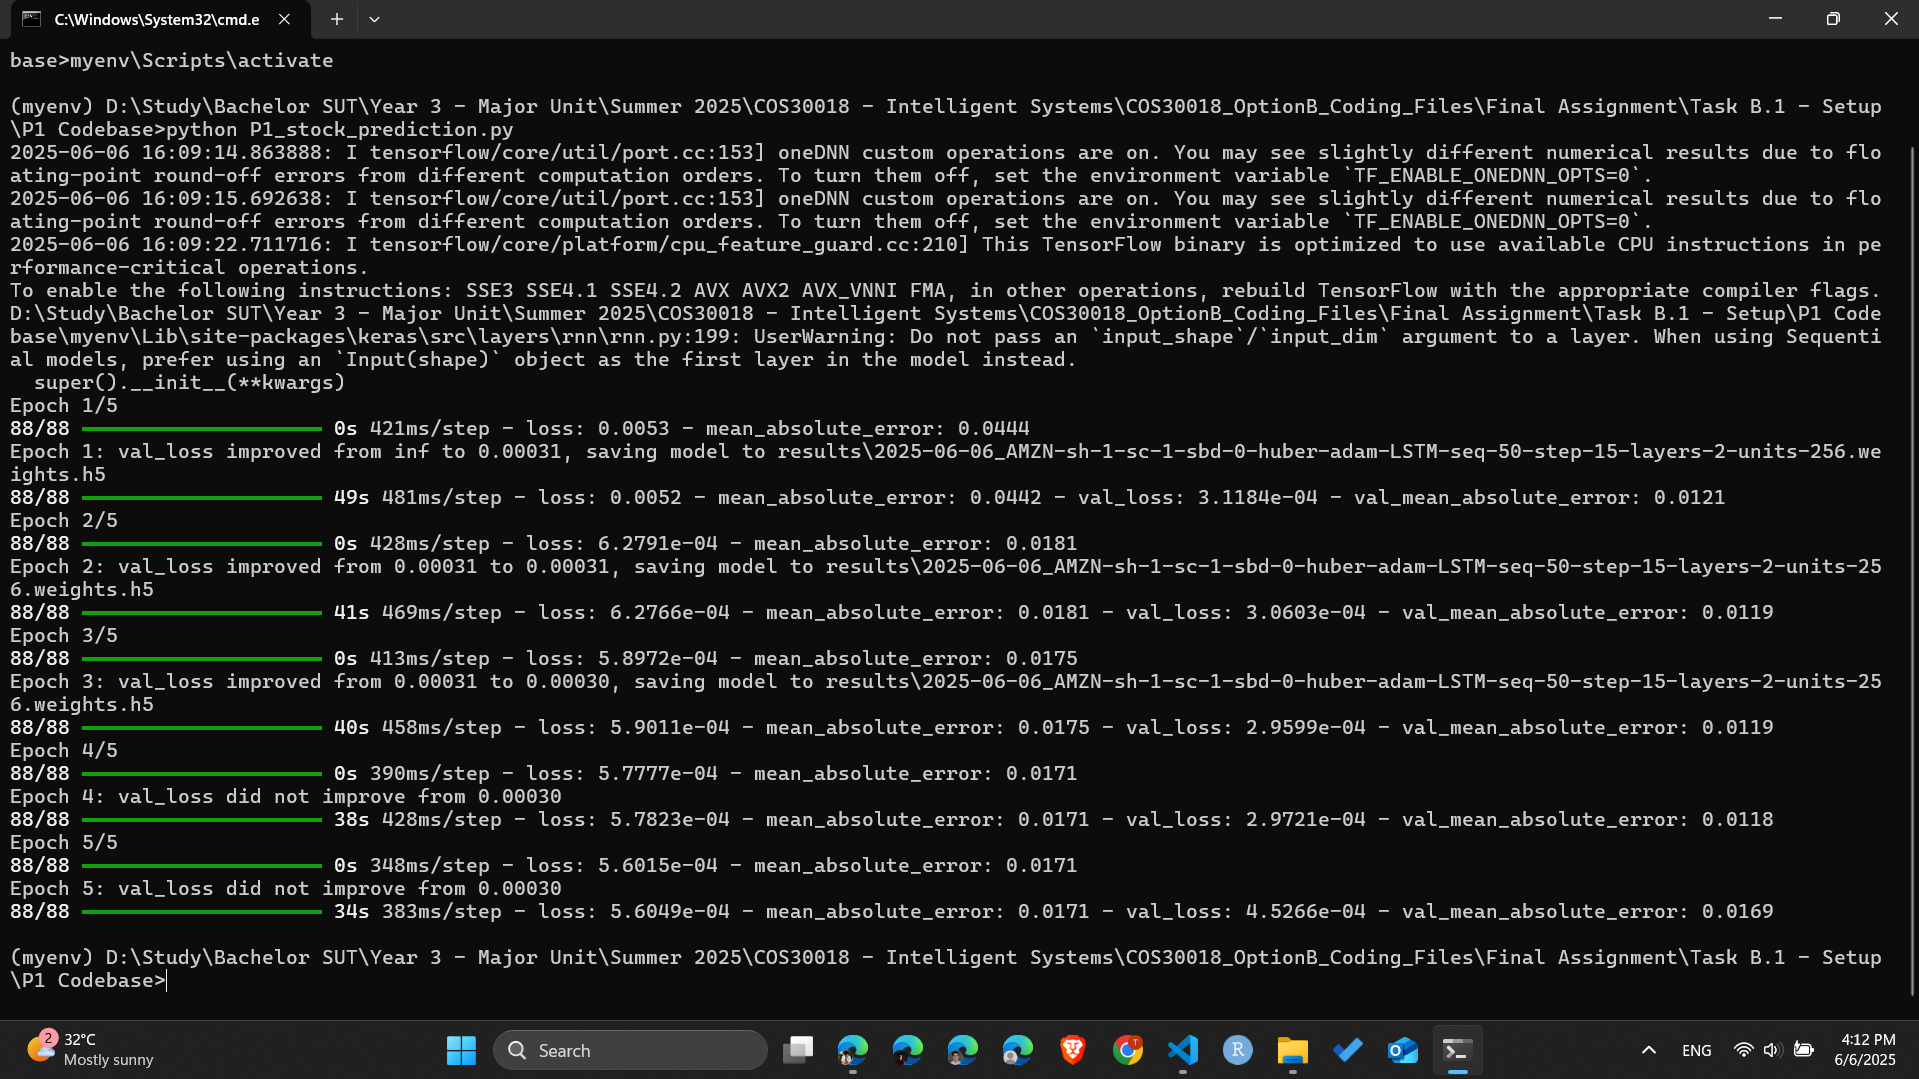 C:\Windows\System32\cmd.e
base>myenv\Scripts\activate
(myenv) D:\Study\Bachelor SUT\Year 3 - Major Unit\Summer 2025\COS30018 - Intelligent Systems\COS30018_OptionB_Coding_Files\Final Assignment\Task B.1 - Setup
\P1 Codebase>python P1_stock_prediction.py
2025-06-06 16:09:14.863888: I tensorflow/core/util/port.cc:153] oneDNN custom operations are on. You may see slightly different numerical results due to flo
ating-point round-off errors from different computation orders. To turn them off, set the environment variable `TF_ENABLE_ONEDNN_OPTS=0`.
2025-06-06 16:09:15.692638: I tensorflow/core/util/port.cc:153] oneDNN custom operations are on. You may see slightly different numerical results due to flo
ating-point round-off errors from different computation orders. To turn them off, set the environment variable `TF_ENABLE_ONEDNN_OPTS=0`.
2025-06-06 16:09:22.711716: I tensorflow/core/platform/cpu_feature_guard.cc:210] This TensorFlow binary is optimized to use available CPU instructions in pe
rformance-critical operations.
To enable the following instructions: SSE3 SSE4.1 SSE4.2 AVX AVX2 AVX_VNNI FMA, in other operations, rebuild TensorFlow with the appropriate compiler flags.
D:\Study\Bachelor SUT\Year 3 - Major Unit\Summer 2025\COS30018 - Intelligent Systems\COS30018_OptionB_Coding_Files\Final Assignment\Task B.1 - Setup\P1 Code
base\myenv\Lib\site-packages\keras\src\layers\rnn\rnn.py:199: UserWarning: Do not pass an `input_shape`/`input_dim` argument to a layer. When using Sequenti
al models, prefer using an `Input(shape)` object as the first layer in the model instead.
super().__init__(**kwargs)
Epoch 1/5
88/88 0s 421ms/step - loss: 0.0053 - mean_absolute_error: 0.0444
Epoch 1: val_loss improved from inf to 0.00031, saving model to results\2025-06-06_AMZN-sh-1-sc-1-sbd-0-huber-adam-LSTM-seq-50-step-15-layers-2-units-256.we
ights.h5
88/88 49s 481ms/step - loss: 0.0052 - mean_absolute_error: 0.0442 - val_loss: 3.1184e-04 - val_mean_absolute_error: 0.0121
Epoch 2/5
88/88 0s 428ms/step - loss: 6.2791e-04 - mean_absolute_error: 0.0181
Epoch 2: val_loss improved from 0.00031 to 0.00031, saving model to results\2025-06-06_AMZN-sh-1-sc-1-sbd-0-huber-adam-LSTM-seq-50-step-15-layers-2-units-25
6.weights.h5
88/88 41s 469ms/step - loss: 6.2766e-04 - mean_absolute_error: 0.0181 - val_loss: 3.0603e-04 - val_mean_absolute_error: 0.0119
Epoch 3/5
88/88 0s 413ms/step - loss: 5.8972e-04 - mean_absolute_error: 0.0175
Epoch 3: val_loss improved from 0.00031 to 0.00030, saving model to results\2025-06-06_AMZN-sh-1-sc-1-sbd-0-huber-adam-LSTM-seq-50-step-15-layers-2-units-25
6.weights.h5
88/88 40s 458ms/step - loss: 5.9011e-04 - mean_absolute_error: 0.0175 - val_loss: 2.9599e-04 - val_mean_absolute_error: 0.0119
Epoch 4/5
88/88 0s 390ms/step - loss: 5.7777e-04 - mean_absolute_error: 0.0171
Epoch 4: val_loss did not improve from 0.00030
88/88 38s 428ms/step - loss: 5.7823e-04 - mean_absolute_error: 0.0171 - val_loss: 2.9721e-04 - val_mean_absolute_error: 0.0118
Epoch 5/5
88/88 0s 348ms/step - loss: 5.6015e-04 - mean_absolute_error: 0.0171
Epoch 5: val_loss did not improve from 0.00030
88/88 34s 383ms/step - loss: 5.6049e-04 - mean_absolute_error: 0.0171 - val_loss: 4.5266e-04 - val_mean_absolute_error: 0.0169
(myenv) D:\Study\Bachelor SUT\Year 3 - Major Unit\Summer 2025\COS30018 - Intelligent Systems\COS30018_OptionB_Coding_Files\Final Assignment\Task B.1 - Setup
\P1 Codebase>
2
32°C
Mostly sunny
Search
ENG
4:12 PM
6/6/2025